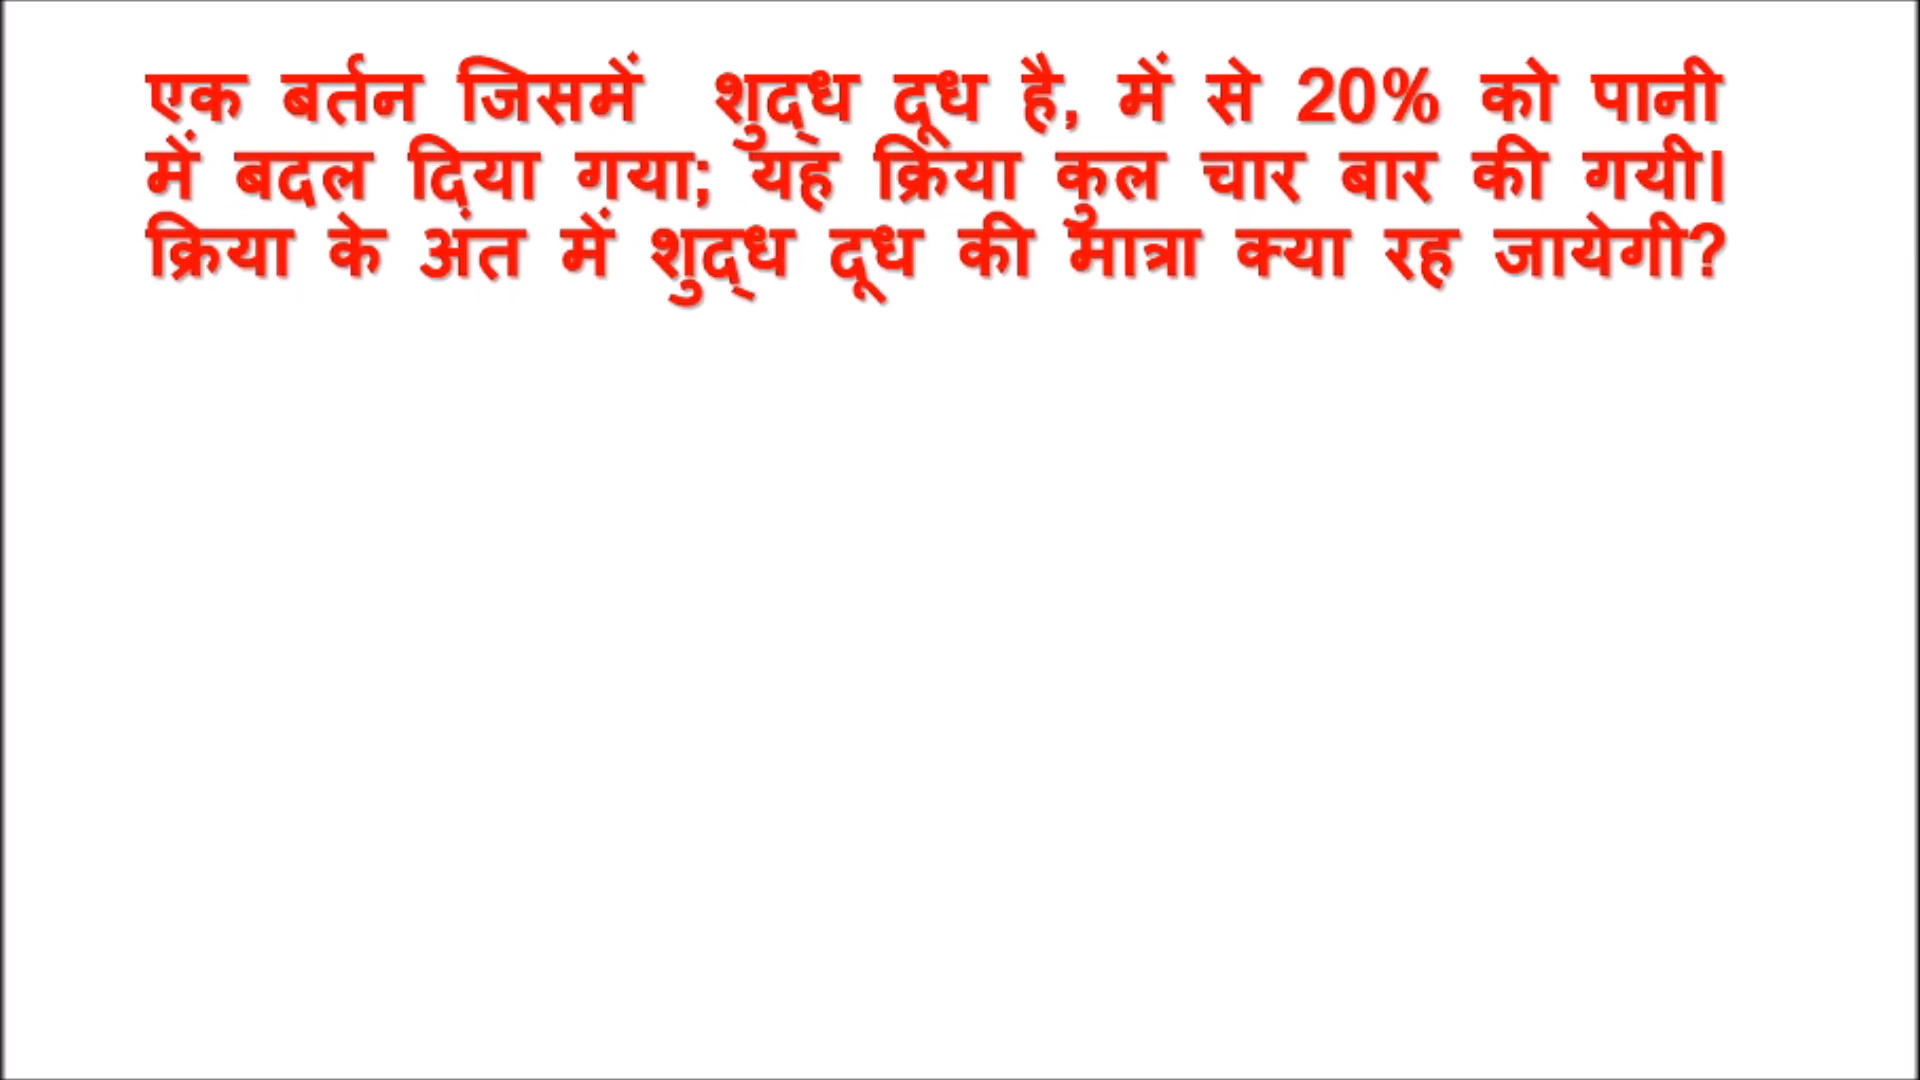 एक बर्तन जिसमें शुद्ध दूध है, में से 20% को पानी
में बदल दिया गया; यह क्रिया कुल चार बार की गयी।
क्रिया के अंत में शुद्ध दूध की मात्रा क्या रह जायेगी?